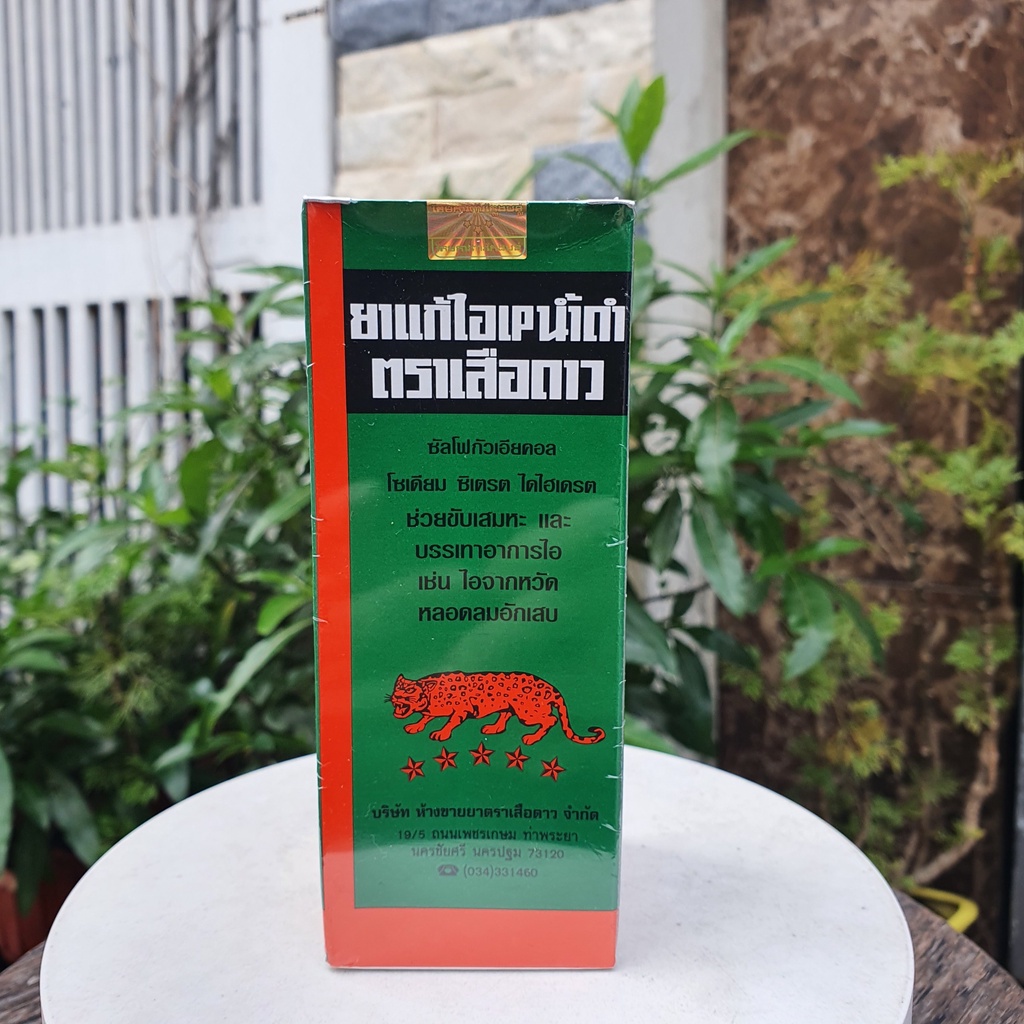 ยาแก้ไอเหน้ำดำ
ตราเสือดาว
ซัลโฟกัวเอียคอล
โซเดียม ซิเตรต ไดไฮเดรต
ช่วยขับเสมหะ และ
บรรเทาอาการไอ
เช่น ไอจากหวัด
หลอดลมอักเสบ
บริษัท ห้างขายยาตราเสือดาว จำกัด
19/5 ถนนเพชรเกษม ท่าพระยา
นครชัยศรี นครปฐม 73120
☎ (034)331460